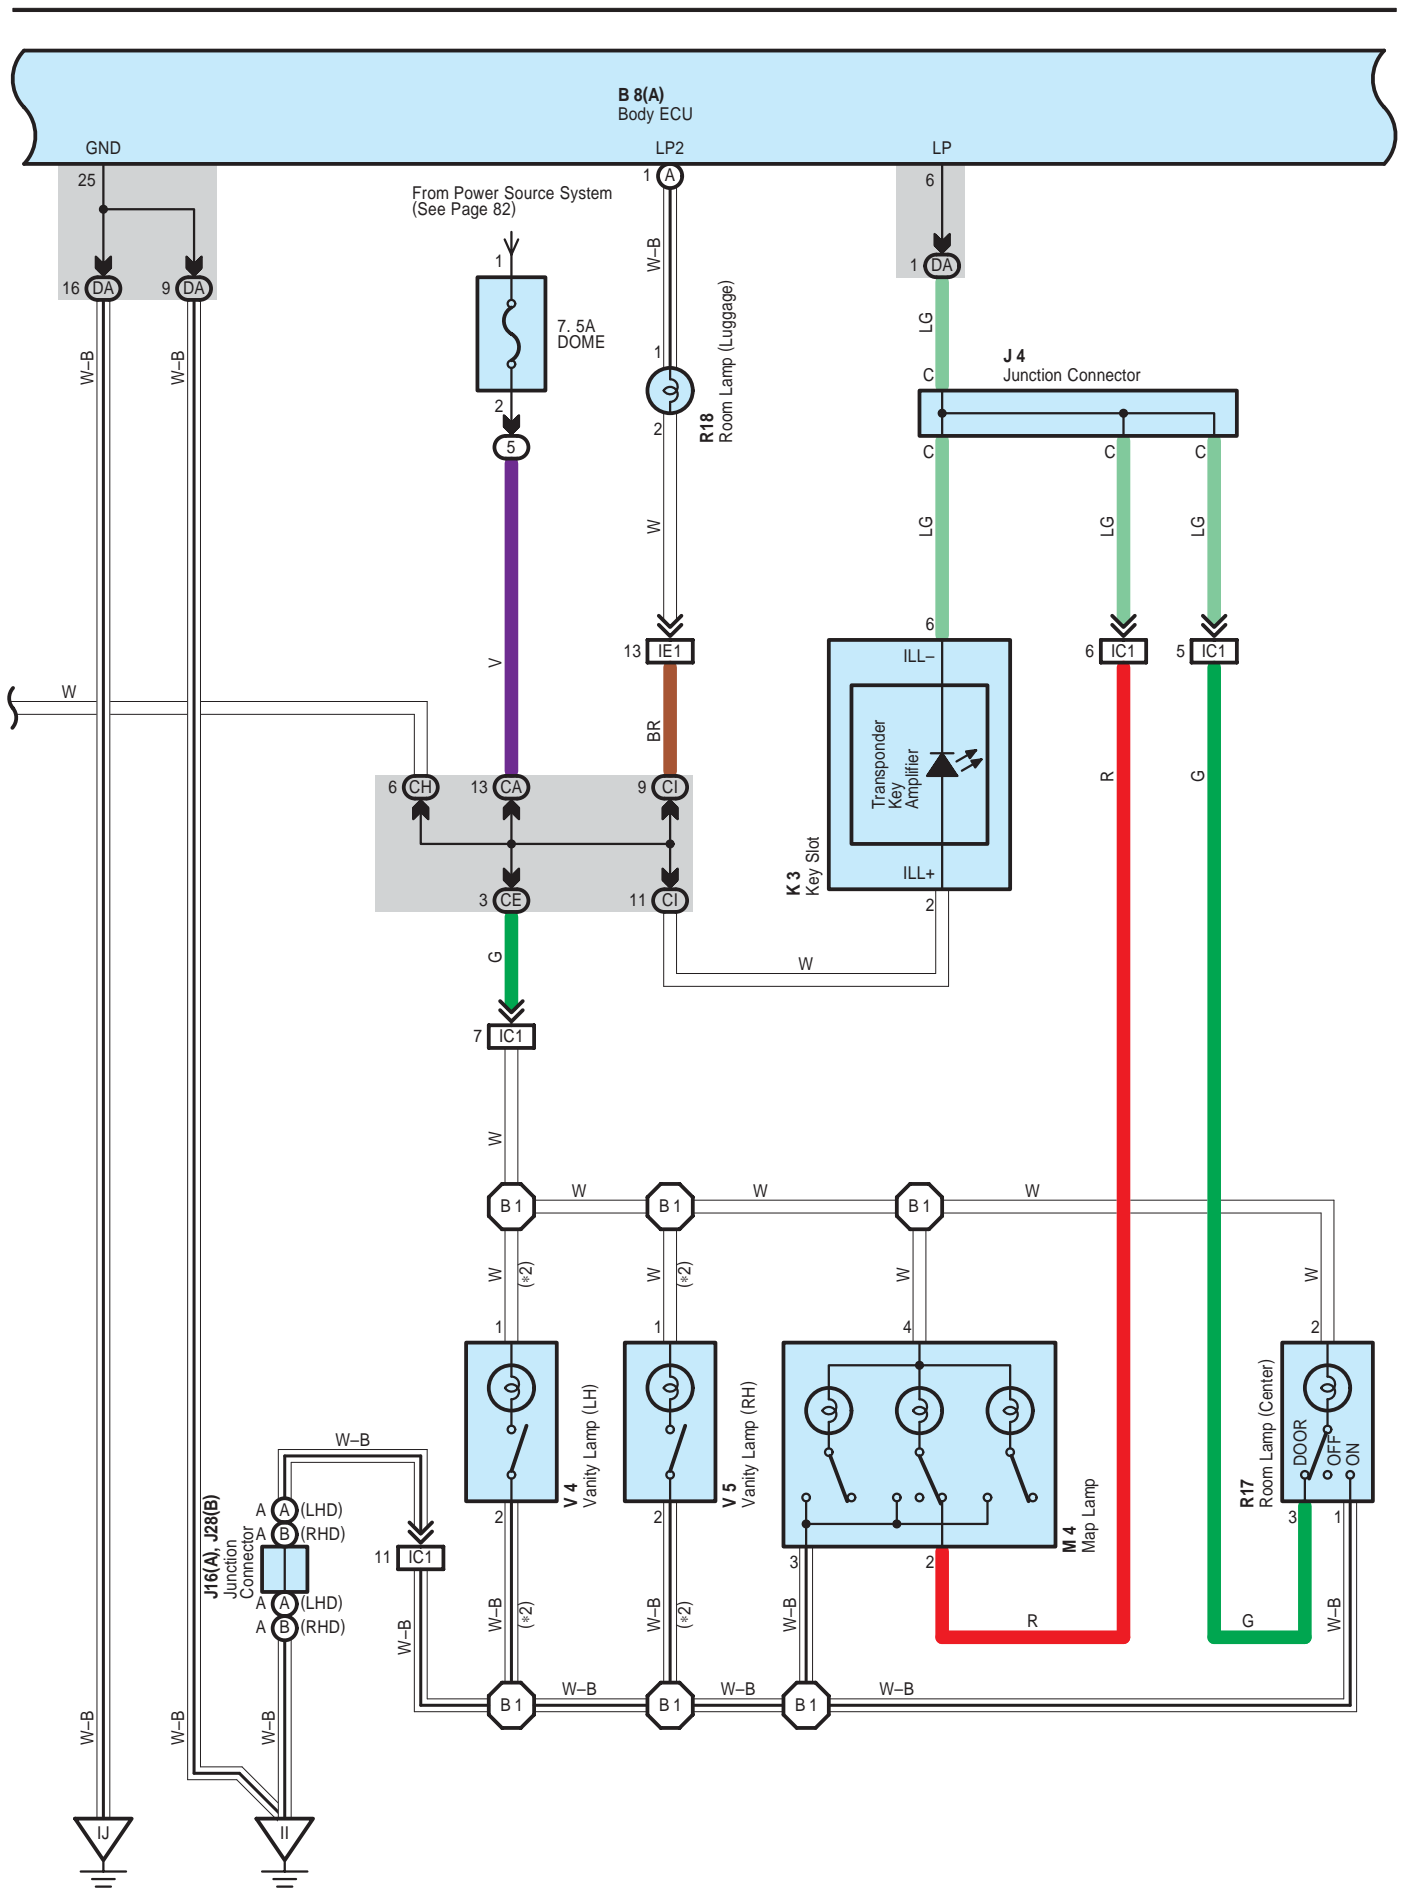 B 8(A)
Body ECU
GND
LP2
LP
25
1
A
6
From Power Source System
(See Page 82)
16
DA
9
DA
1
1
DA
W–B
W–B
W–B
7. 5A
DOME
LG
J 4
Junction Connector
1
C
2
2
R18
Room Lamp (Luggage)
5
C
C
C
W
LG
LG
LG
6
13
IE1
ILL–
6
IC1
5
IC1
V
W
BR
Transponder
Key
Amplifier
R
G
6
CH
13
CA
9
CI
K 3
Key Slot
ILL+
3
CE
11
CI
2
G
W
7
IC1
W
B 1
W
B 1
W
B 1
W
W
(*2)
W
(*2)
W
W
1
1
4
2
V 4
Vanity Lamp (LH)
V 5
Vanity Lamp (RH)
M 4
Map Lamp
R17
Room Lamp (Center)
DOOR
OFF
ON
W–B
J16(A), J28(B)
Junction
Connector
A
A
(LHD)
A
B
(RHD)
11
IC1
A
A
(LHD)
A
B
(RHD)
2
2
3
2
3
1
W–B
W–B
(*2)
W–B
(*2)
W–B
R
G
W–B
B 1
W–B
B 1
W–B
B 1
W–B
W–B
W–B
W–B
IJ
II